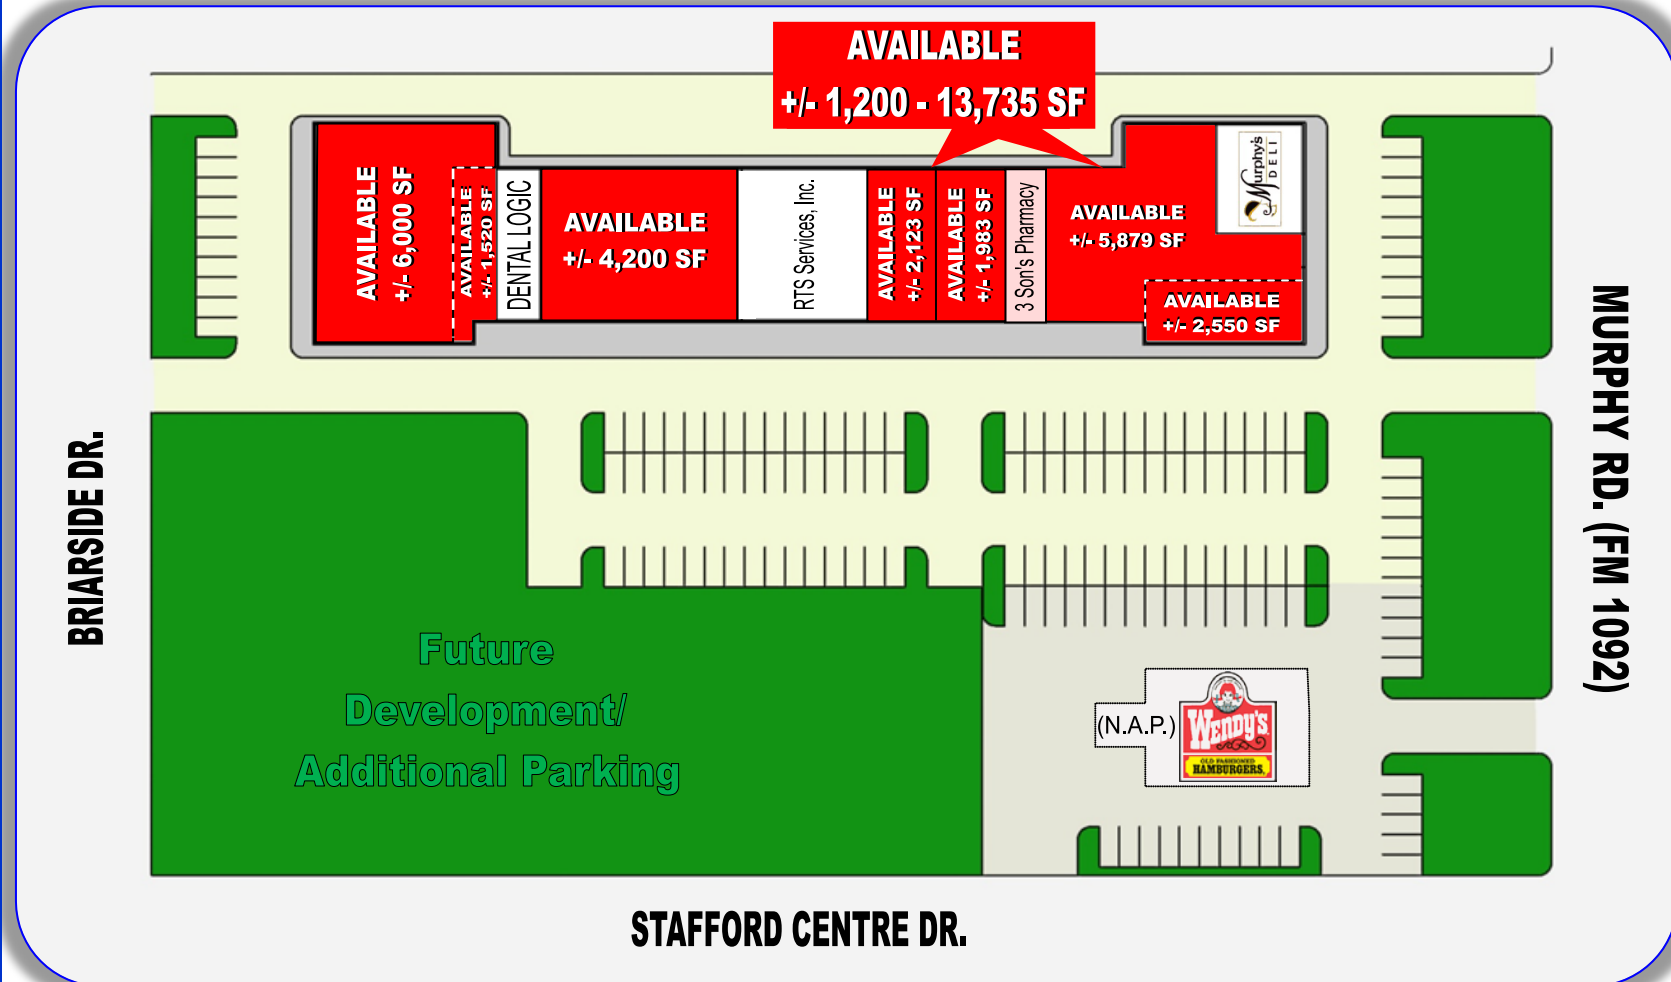 AVAILABLE
+/- 1,200 - 13,735 SF
AVAILABLE
+/- 6,000 SF
AVAILABLE
+/- 1,520 SF
DENTAL LOGIC
AVAILABLE
+/- 4,200 SF
RTS Services, Inc.
AVAILABLE
+/- 2,123 SF
AVAILABLE
+/- 1,983 SF
3 Son's Pharmacy
AVAILABLE
+/- 5,879 SF
Murphy's
DELI
AVAILABLE
+/- 2,550 SF
BRIARSIDE DR.
MURPHY RD. (FM 1092)
Future
Development/
Additional Parking
(N.A.P.)
WENDY'S
OLD FASHIONED
HAMBURGERS.
STAFFORD CENTRE DR.